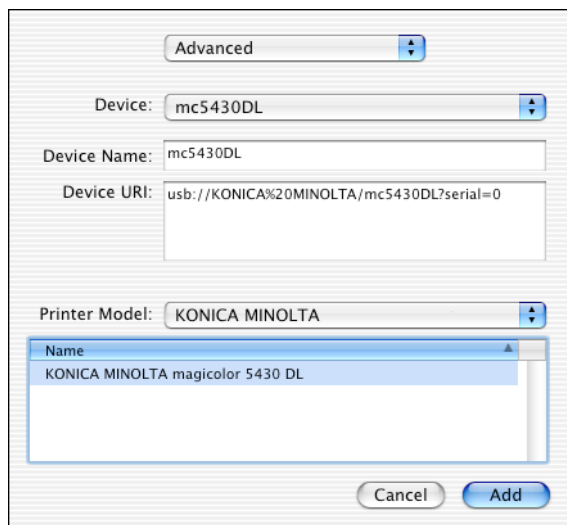 Advanced
Device: mc5430DL
Device Name: mc5430DL
Device URI: usb://KONICA%20MINOLTA/mc5430DL?serial=0
Printer Model: KONICA MINOLTA
Name
KONICA MINOLTA magicolor 5430 DL
Cancel Add